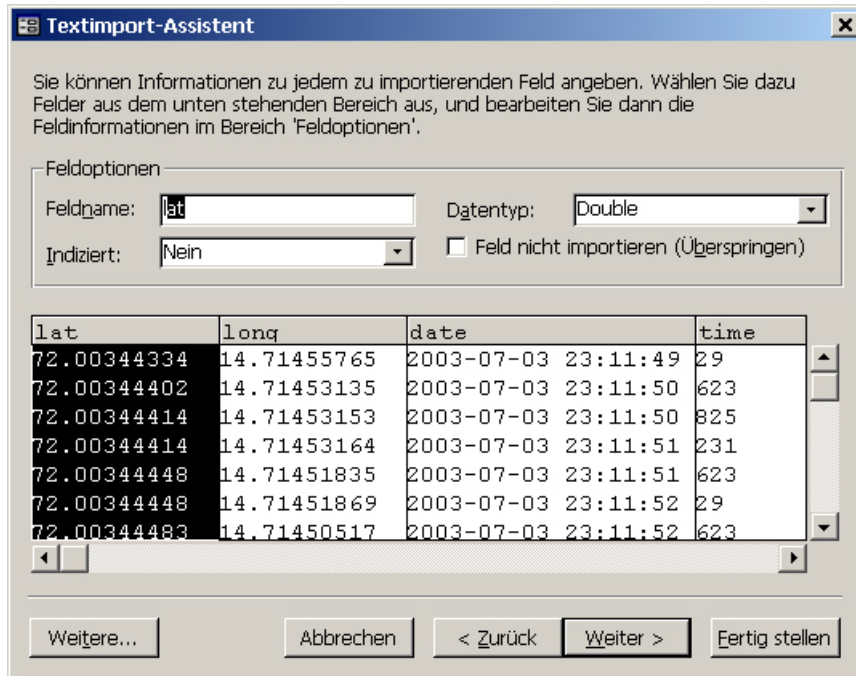 Textimport-Assistent
Sie können Informationen zu jedem zu importierenden Feld angeben. Wählen Sie dazu
Felder aus dem unten stehenden Bereich aus, und bearbeiten Sie dann die
Feldinformationen im Bereich 'Feldoptionen'.
Feldoptionen
Feldname: lat Datentyp: Double
Indiziert: Nein Feld nicht importieren (Überspringen)
lat long date time
72.00344334 14.71455765 2003-07-03 23:11:49 29
72.00344402 14.71453135 2003-07-03 23:11:50 623
72.00344414 14.71453153 2003-07-03 23:11:50 825
72.00344414 14.71453164 2003-07-03 23:11:51 231
72.00344448 14.71451835 2003-07-03 23:11:51 623
72.00344448 14.71451869 2003-07-03 23:11:52 29
72.00344483 14.71450517 2003-07-03 23:11:52 623
Weitere... Abbrechen < Zurück Weiter > Fertig stellen